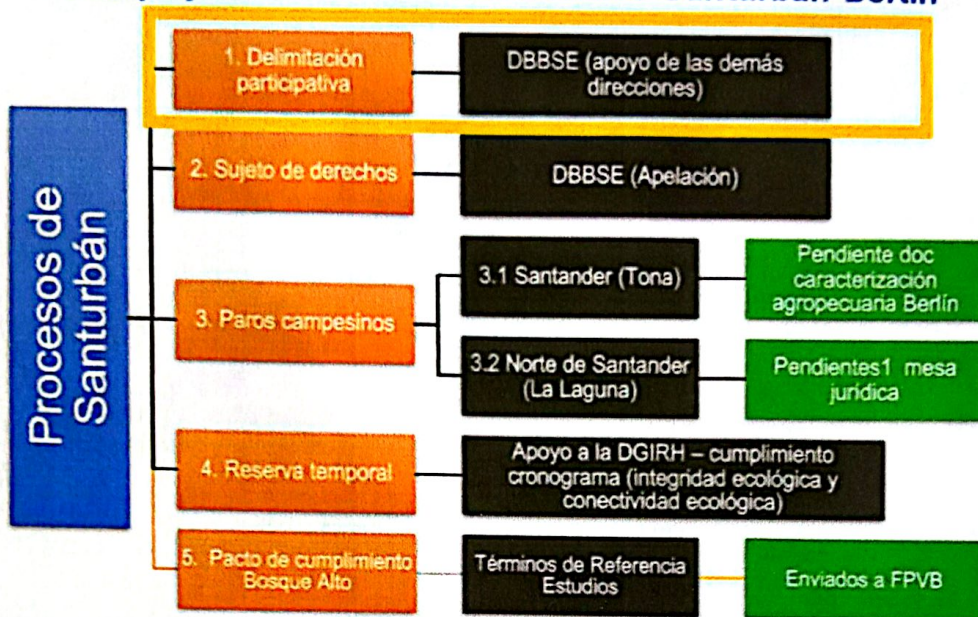 Berlín
Procesos de
Santurbán
1. Delimitación
participativa
DBBSE (apoyo de las demás
direcciones)
2. Sujeto de derechos
DBBSE (Apelación)
3. Paros campesinos
3.1 Santander (Tona)
Pendiente doc
caracterización
agropecuaria Berlín
3.2 Norte de Santander
(La Laguna)
Pendientes1 mesa
jurídica
4. Reserva temporal
Apoyo a la DGIRH – cumplimiento
cronograma (integridad ecológica y
conectividad ecológica)
5. Pacto de cumplimiento
Bosque Alto
Términos de Referencia
Estudios
Enviados a FPVB